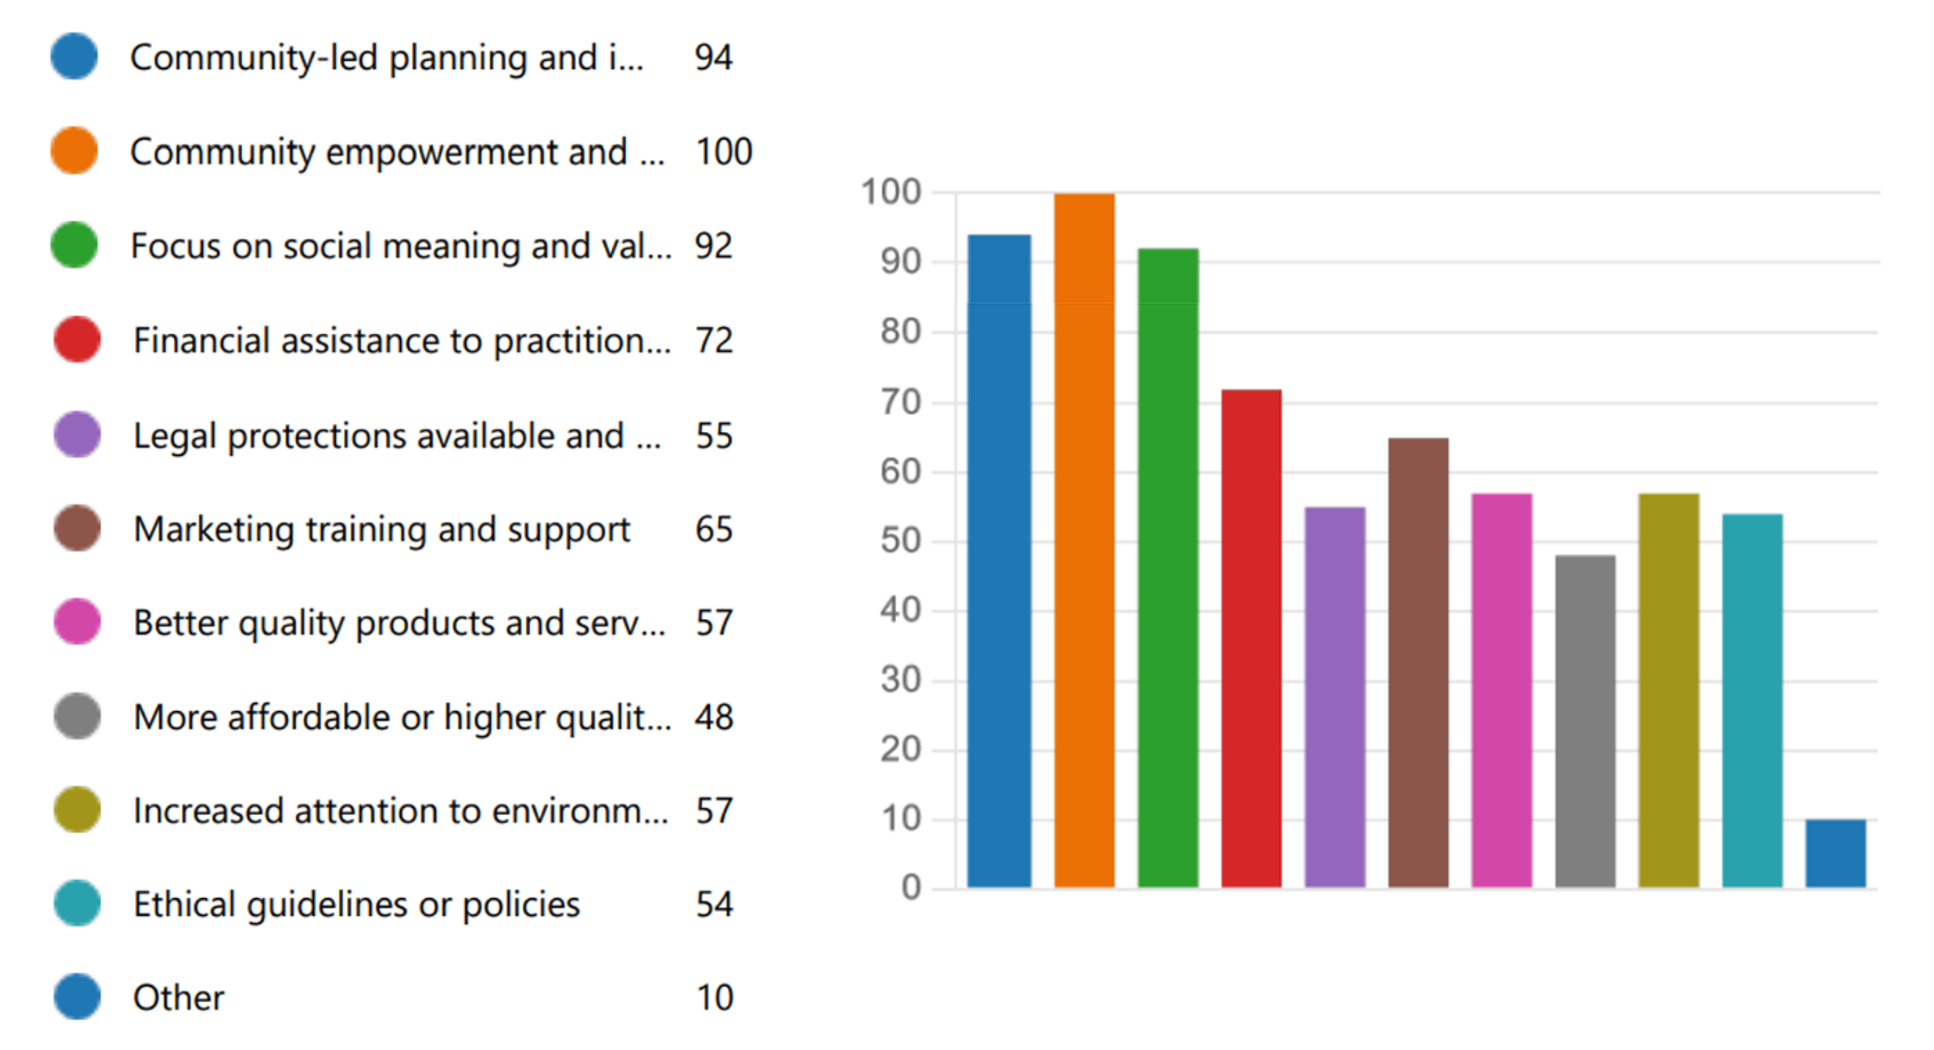 Community-led planning and i... 94
Community empowerment and ... 100
Focus on social meaning and val... 92
Financial assistance to practition... 72
Legal protections available and ... 55
Marketing training and support 65
Better quality products and serv... 57
More affordable or higher qualit... 48
Increased attention to environm... 57
Ethical guidelines or policies 54
Other 10
100
90
80
70
60
50
40
30
20
10
0